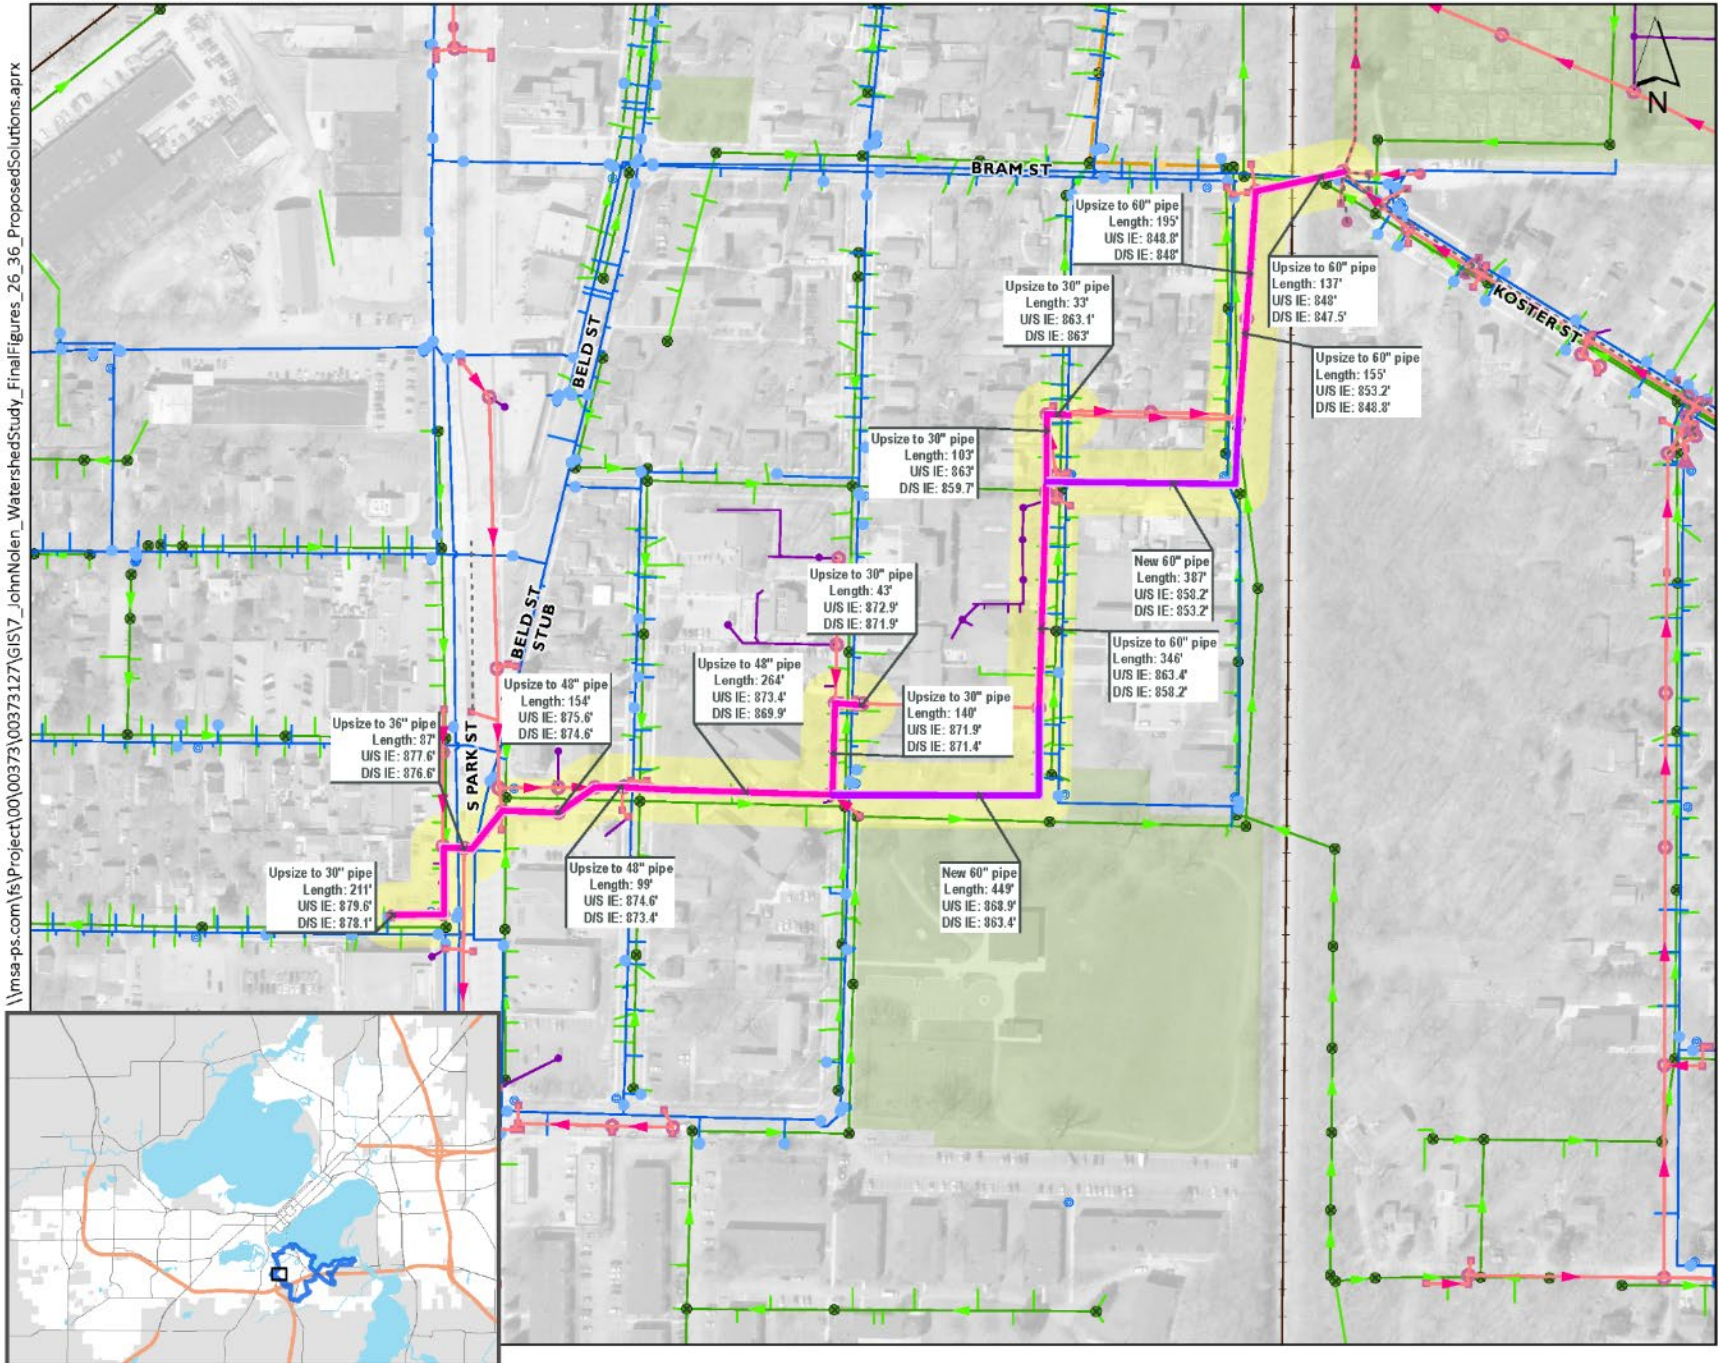 \\msa-ps.com\fs\Project\00\00373\00373127\GIS\7_JohnNolen_WatershedStudy_FinalFigures_26_36_ProposedSolutions.aprx
N
BRAM ST
Upsize to 60" pipe
Length: 195'
U/S IE: 848.8'
D/S IE: 848'
Upsize to 60" pipe
Length: 137'
U/S IE: 848'
D/S IE: 847.5'
Upsize to 30" pipe
Length: 33'
U/S IE: 863.1'
D/S IE: 863'
KOSTER ST
BELD ST
Upsize to 60" pipe
Length: 155'
U/S IE: 853.2'
D/S IE: 848.8'
Upsize to 30" pipe
Length: 103'
U/S IE: 863'
D/S IE: 859.7'
New 60" pipe
Length: 387'
U/S IE: 858.2'
D/S IE: 853.2'
Upsize to 30" pipe
Length: 43'
U/S IE: 872.9'
D/S IE: 871.9'
BELD ST
STUB
Upsize to 60" pipe
Length: 346'
U/S IE: 863.4'
D/S IE: 858.2'
Upsize to 48" pipe
Length: 264'
U/S IE: 873.4'
D/S IE: 869.9'
Upsize to 48" pipe
Length: 154'
U/S IE: 875.6'
D/S IE: 874.6'
Upsize to 30" pipe
Length: 140'
U/S IE: 871.9'
D/S IE: 871.4'
Upsize to 36" pipe
Length: 87'
U/S IE: 877.6'
D/S IE: 876.6'
S PARK ST
Upsize to 30" pipe
Length: 211'
U/S IE: 879.6'
D/S IE: 878.1'
Upsize to 48" pipe
Length: 99'
U/S IE: 874.6'
D/S IE: 873.4'
New 60" pipe
Length: 449'
U/S IE: 868.9'
D/S IE: 863.4'